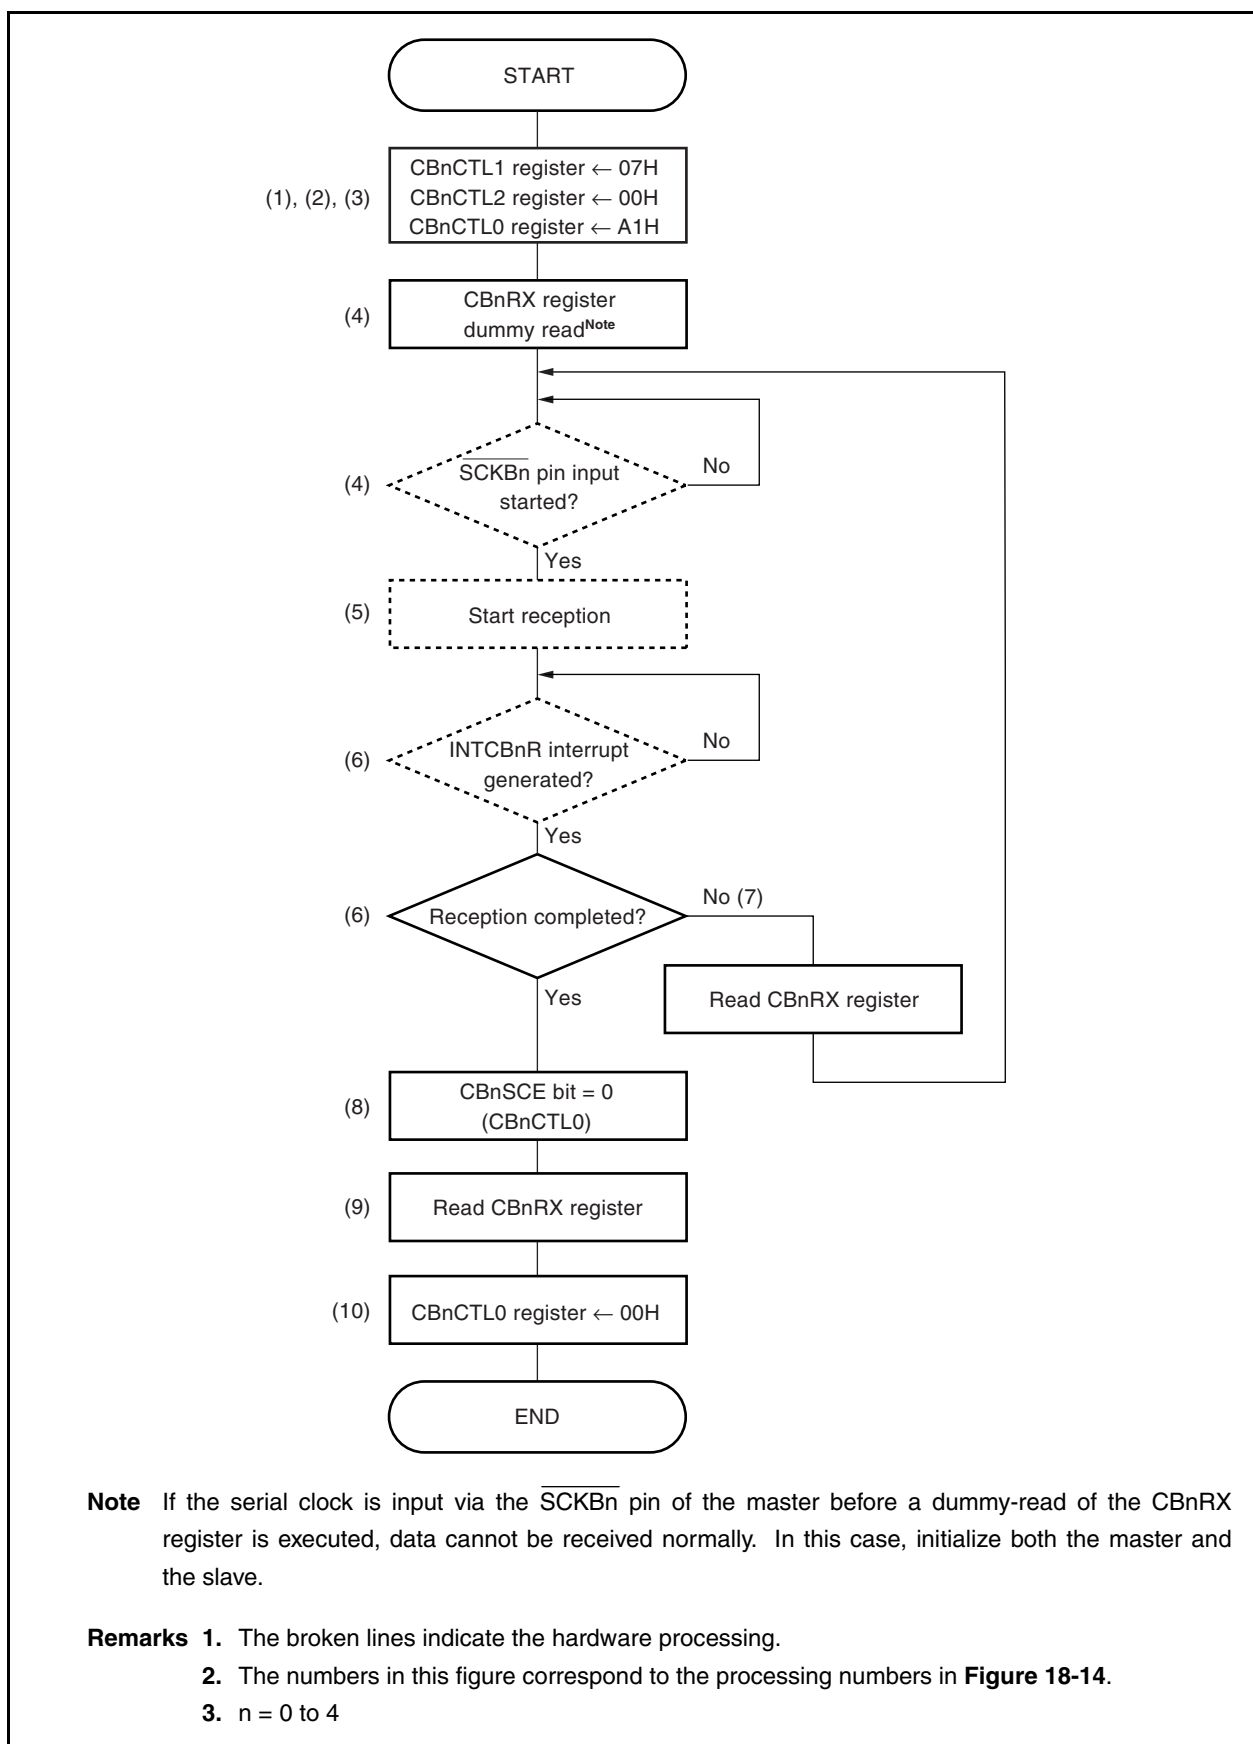 START
(1), (2), (3)
CBnCTL1 register ← 07H
CBnCTL2 register ← 00H
CBnCTL0 register ← A1H
(4)
CBnRX register
dummy readNote
(4)
SCKBn pin input
started?
No
Yes
(5)
Start reception
(6)
INTCBnR interrupt
generated?
No
Yes
(6)
Reception completed?
No (7)
Read CBnRX register
Yes
(8)
CBnSCE bit = 0
(CBnCTL0)
(9)
Read CBnRX register
(10)
CBnCTL0 register ← 00H
END
Note If the serial clock is input via the SCKBn pin of the master before a dummy-read of the CBnRX
register is executed, data cannot be received normally. In this case, initialize both the master and
the slave.
Remarks 1. The broken lines indicate the hardware processing.
2. The numbers in this figure correspond to the processing numbers in Figure 18-14.
3. n = 0 to 4